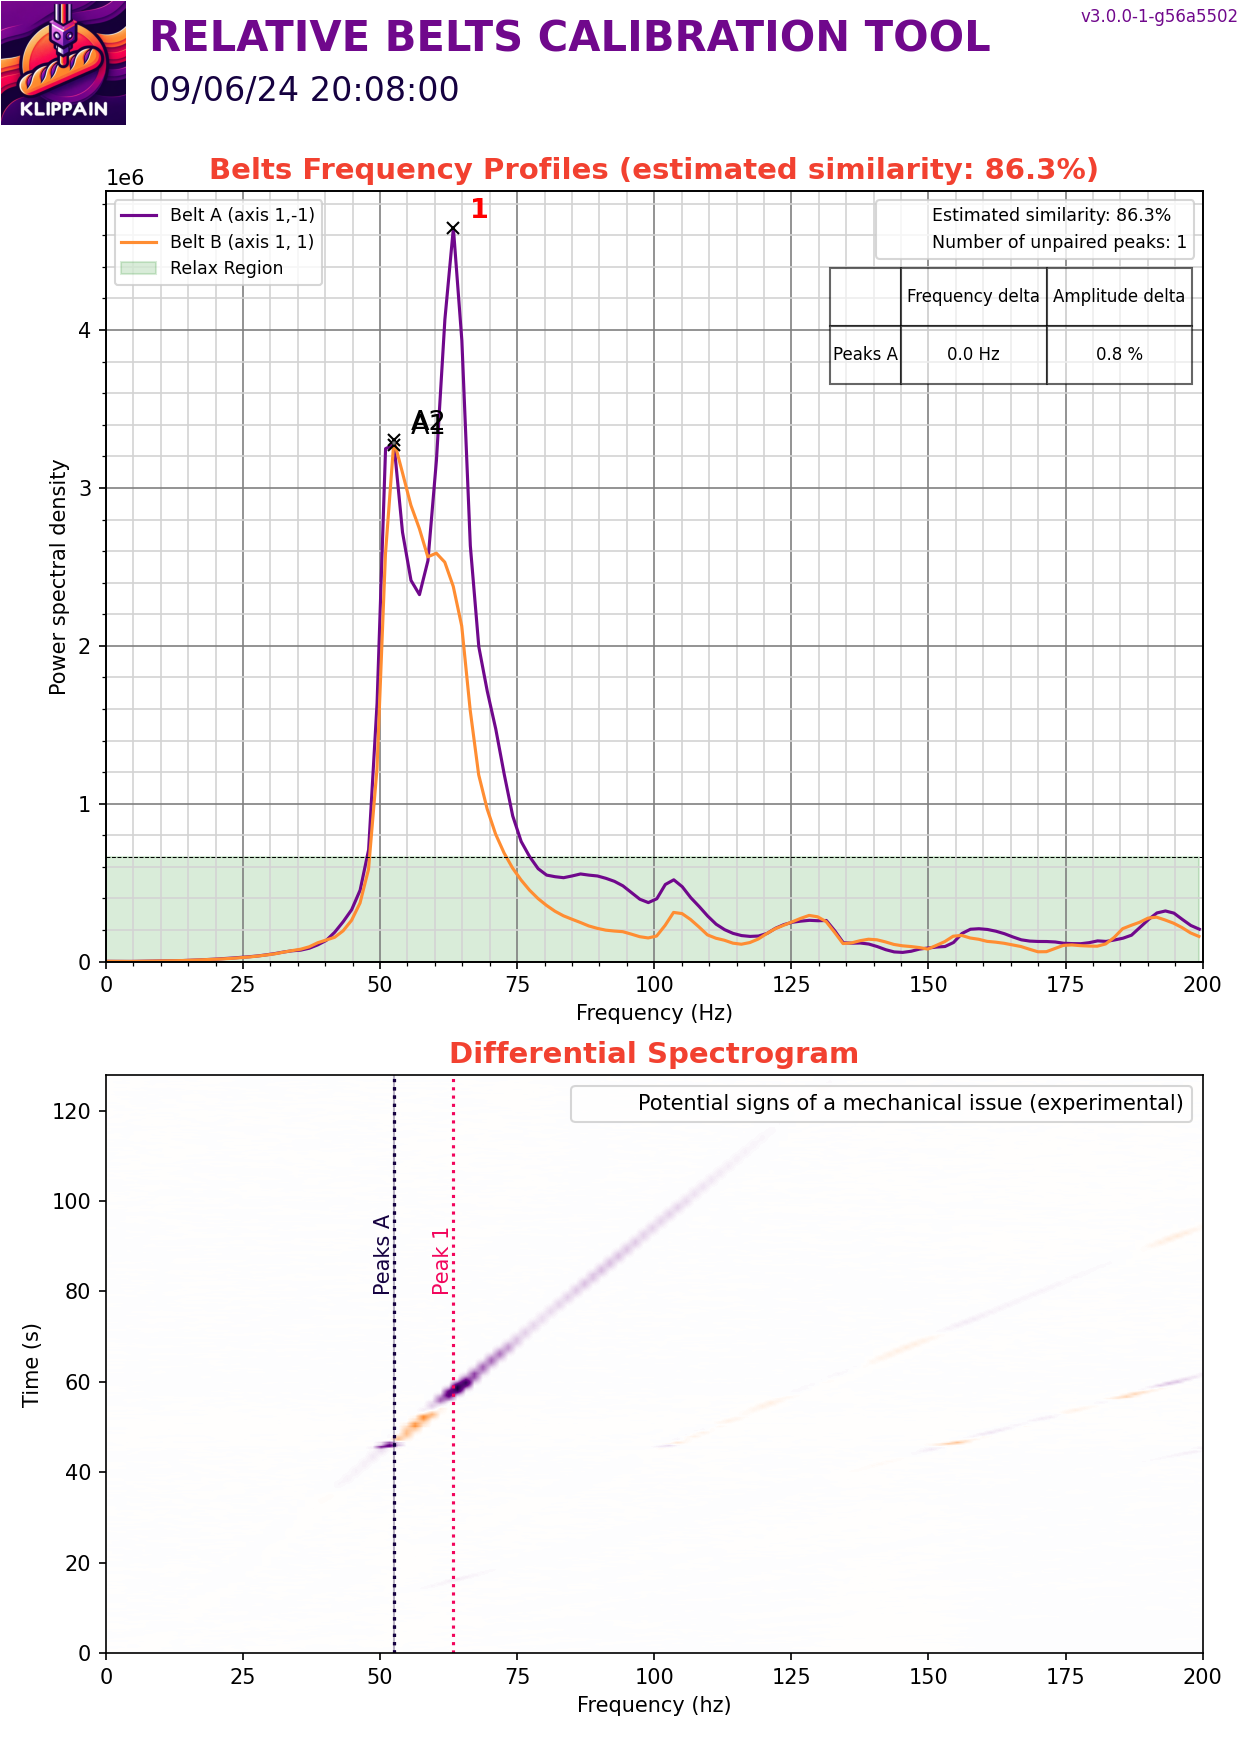 KLIPPAIN
RELATIVE BELTS CALIBRATION TOOL
v3.0.0-1-g56a5502
09/06/24 20:08:00
Belts Frequency Profiles (estimated similarity: 86.3%)
1e6
Belt A (axis 1,-1)
Belt B (axis 1, 1)
Relax Region
Estimated similarity: 86.3%
Number of unpaired peaks: 1
Frequency delta Amplitude delta
Peaks A 0.0 Hz 0.8 %
1
A2
A1
Power spectral density
4
3
2
1
0
0 25 50 75 100 125 150 175 200
Frequency (Hz)
Differential Spectrogram
Potential signs of a mechanical issue (experimental)
Peaks A
Peak 1
Time (s)
120
100
80
60
40
20
0
0 25 50 75 100 125 150 175 200
Frequency (hz)